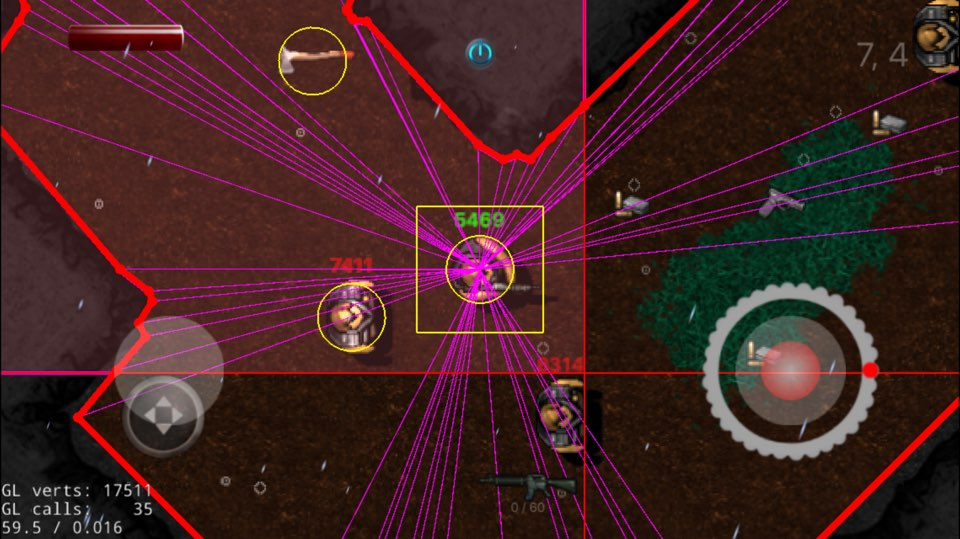 7, 4
5469
7411
8314
GL verts: 17511
GL calls: 35
59.5 / 0.016
0 / 60